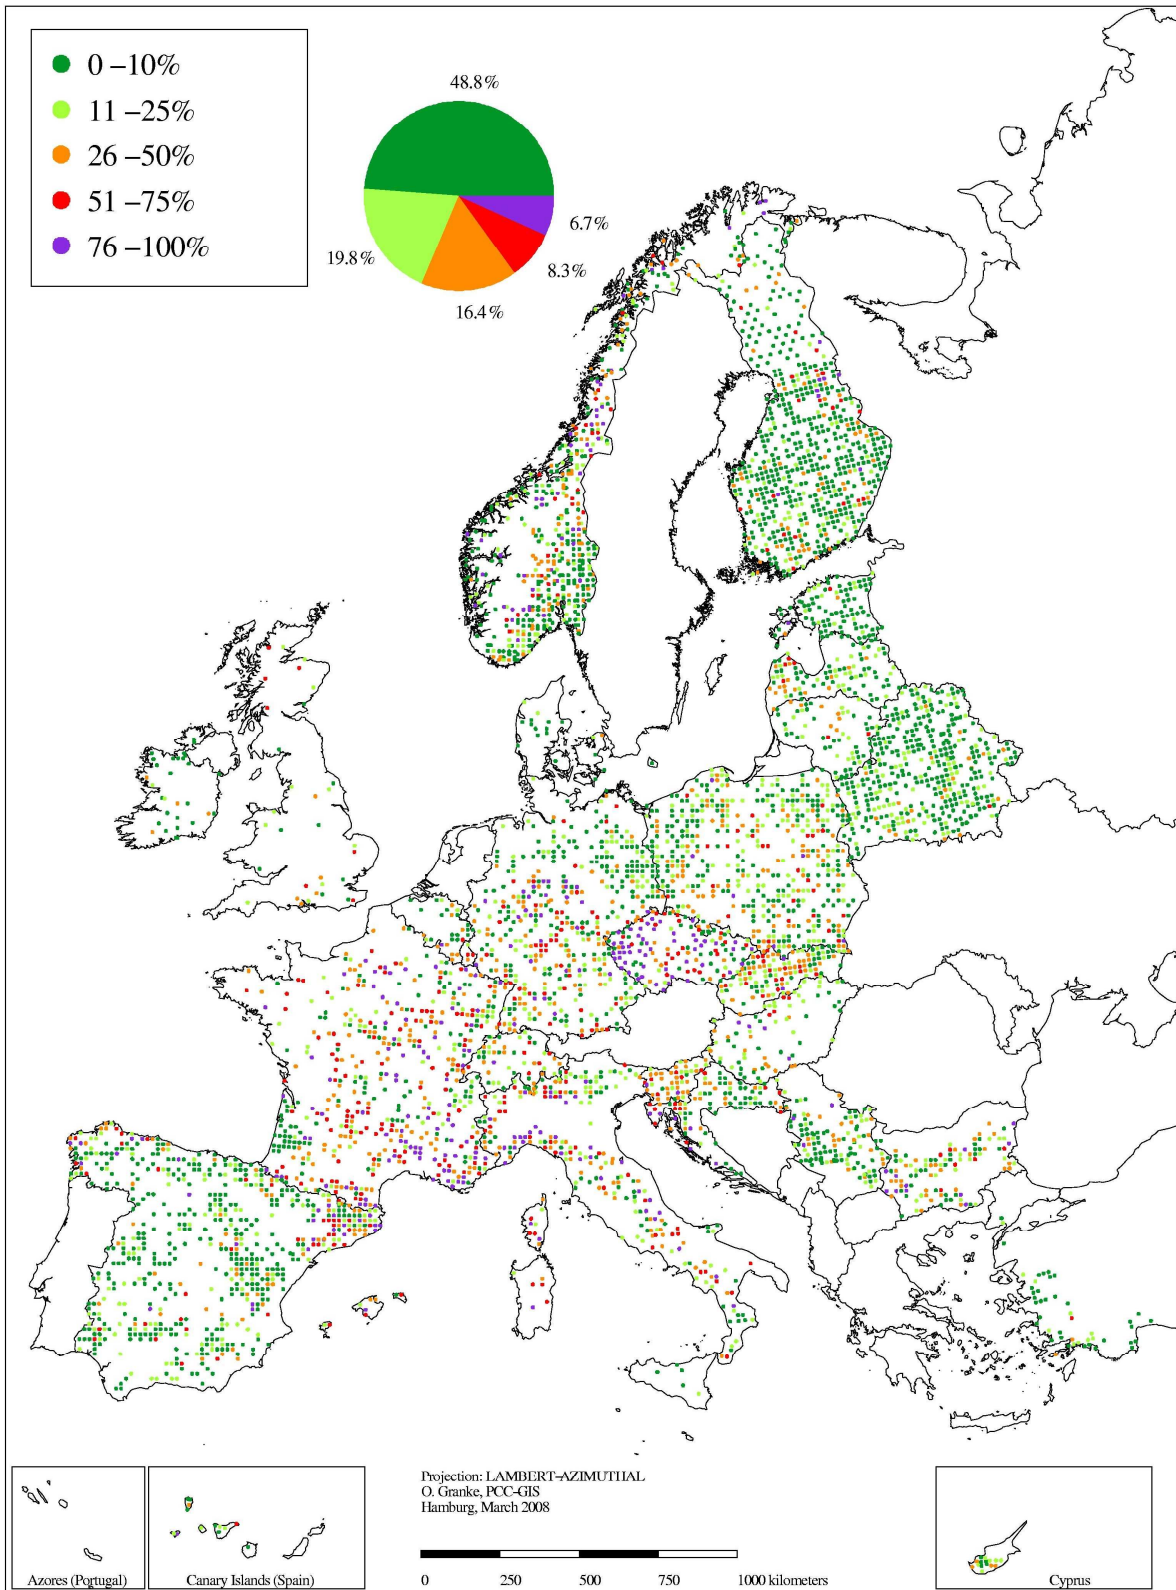 0 –10%
11 –25%
26 –50%
51 –75%
76 –100%
48.8%
6.7%
8.3%
16.4%
19.8%
Projection: LAMBERT-AZIMUTHAL
O. Granke, PCC-GIS
Hamburg, March 2008
0 250 500 750 1000 kilometers
Azores (Portugal)
Canary Islands (Spain)
Cyprus